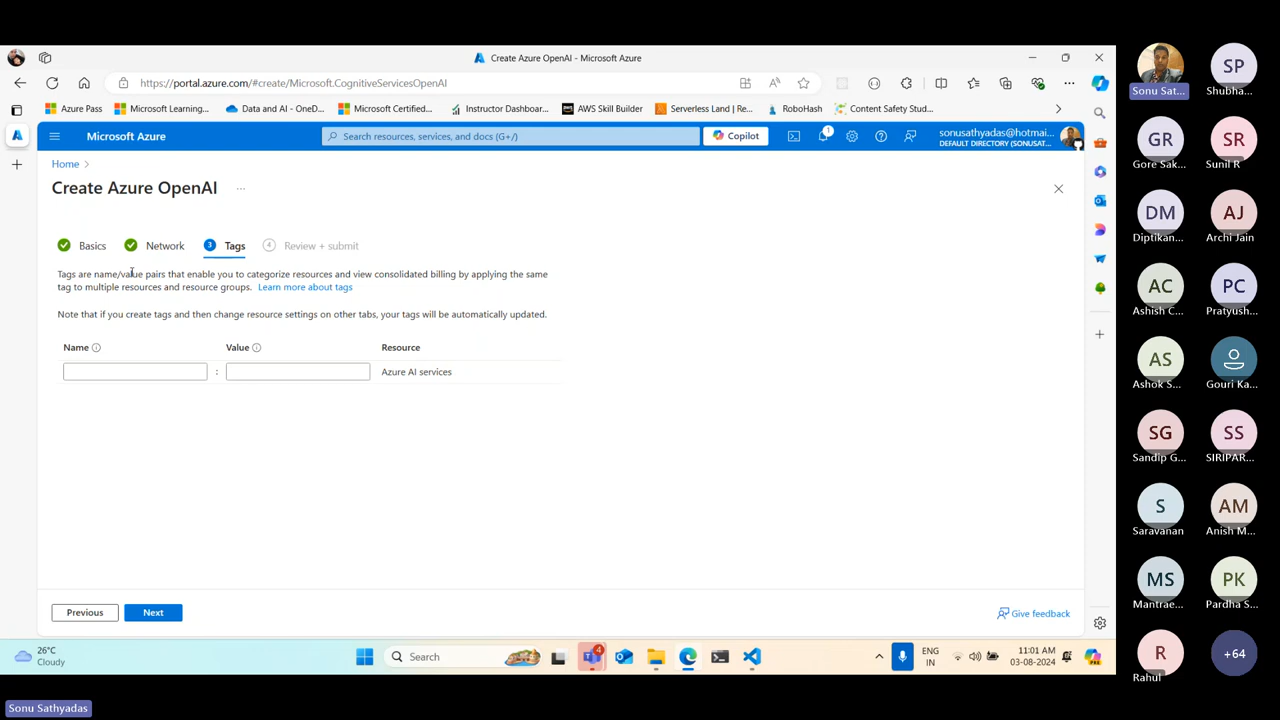 Create Azure OpenAI - Microsoft Azure
https://portal.azure.com/#create/Microsoft.CognitiveServicesOpenAI
Azure Pass
Microsoft Learning...
Data and AI - OneD...
Microsoft Certified...
Instructor Dashboar...
AWS Skill Builder
Serverless Land | Re...
RoboHash
Content Safety Stud...
Microsoft Azure
Search resources, services, and docs (G+/)
Copilot
1
sonusathyadas@hotmai...
DEFAULT DIRECTORY (SONUSAT...
Home
Create Azure OpenAI
...
Basics
Network
3 Tags
4 Review + submit
Tags are name/value pairs that enable you to categorize resources and view consolidated billing by applying the same
tag to multiple resources and resource groups. Learn more about tags
Note that if you create tags and then change resource settings on other tabs, your tags will be automatically updated.
Name
Value
Resource
:
Azure AI services
Previous
Next
Give feedback
26°C
Cloudy
Search
4
ENG
IN
11:01 AM
03-08-2024
Sonu Sathyadas
Sonu Sat...
SP
Shubha...
GR
Gore Sak...
SR
Sunil R
DM
Diptikan...
AJ
Archi Jain
AC
Ashish C...
PC
Pratyush...
AS
Ashok S...
Gouri Ka...
SG
Sandip G...
SS
SIRIPAR...
S
Saravanan
AM
Anish M...
MS
Mantrae...
PK
Pardha S...
R
Rahul
+64